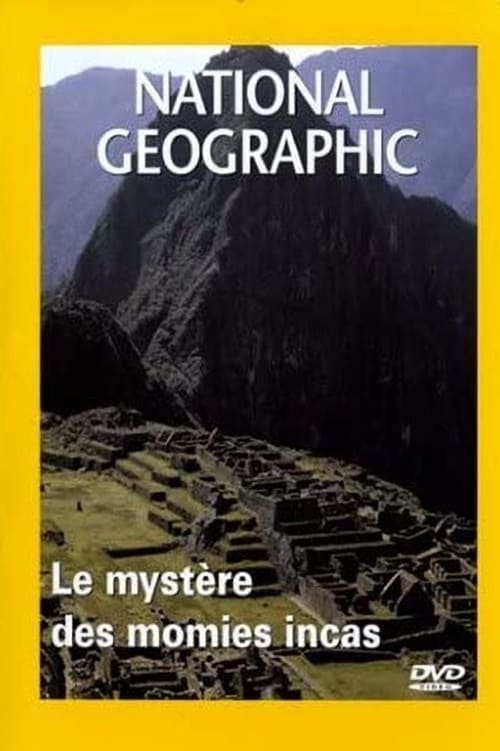 NATIONAL
GEOGRAPHIC
Le mystère
des momies incas
DVD
VIDEO